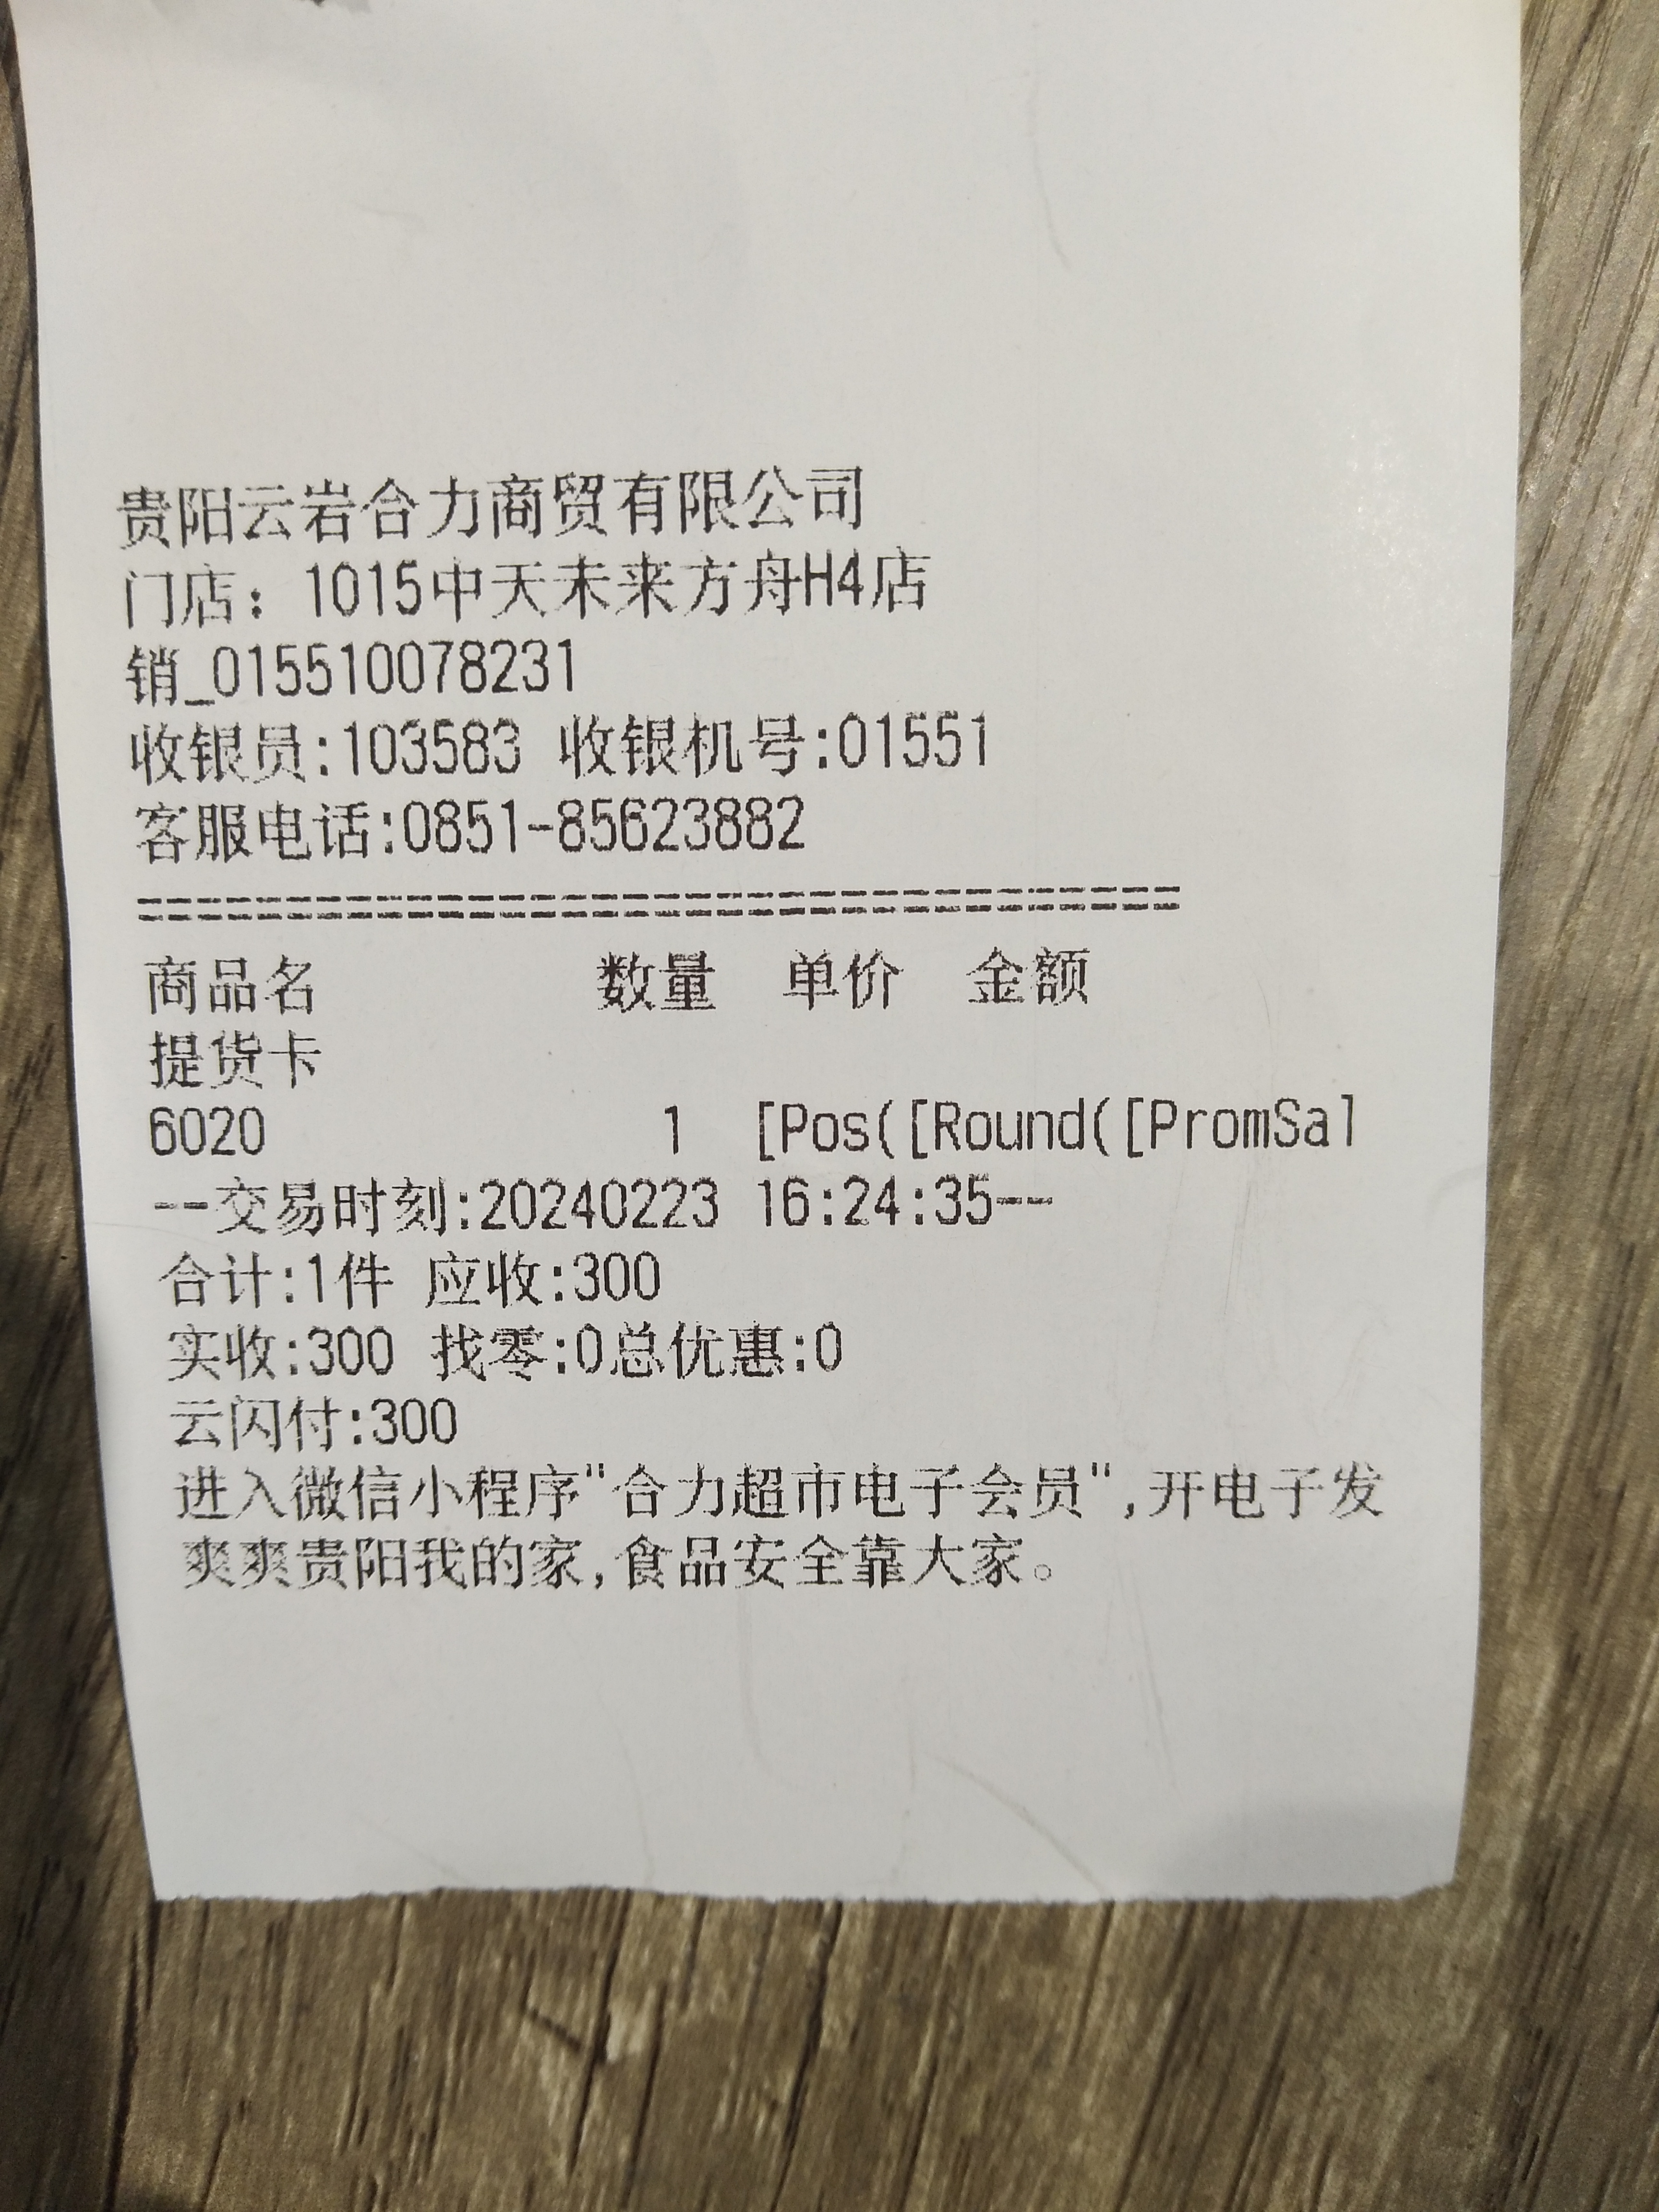 贵阳云岩合力商贸有限公司
门店：1015中天未来方舟H4店
销_015510078231
收银员:103583 收银机号:01551
客服电话:0851-85623882
==================================
商品名 数量 单价 金额
提货卡
6020 1 [Pos([Round([PromSal
--交易时刻:20240223 16:24:35--
合计:1件 应收:300
实收:300 找零:0总优惠:0
云闪付:300
进入微信小程序"合力超市电子会员",开电子发
爽爽贵阳我的家,食品安全靠大家。